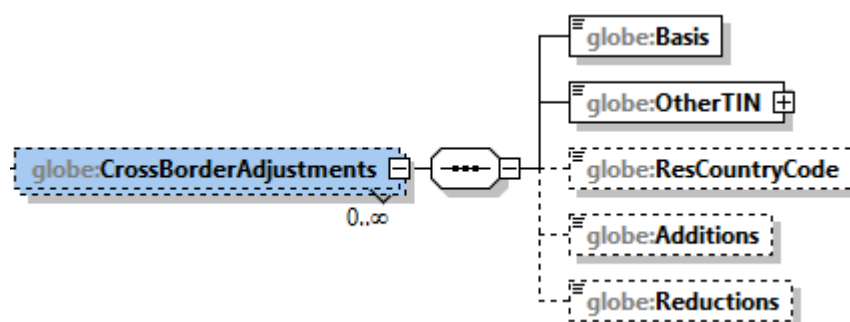 globe:Basis
globe:OtherTIN
globe:CrossBorderAdjustments
0..∞
globe:ResCountryCode
globe:Additions
globe:Reductions